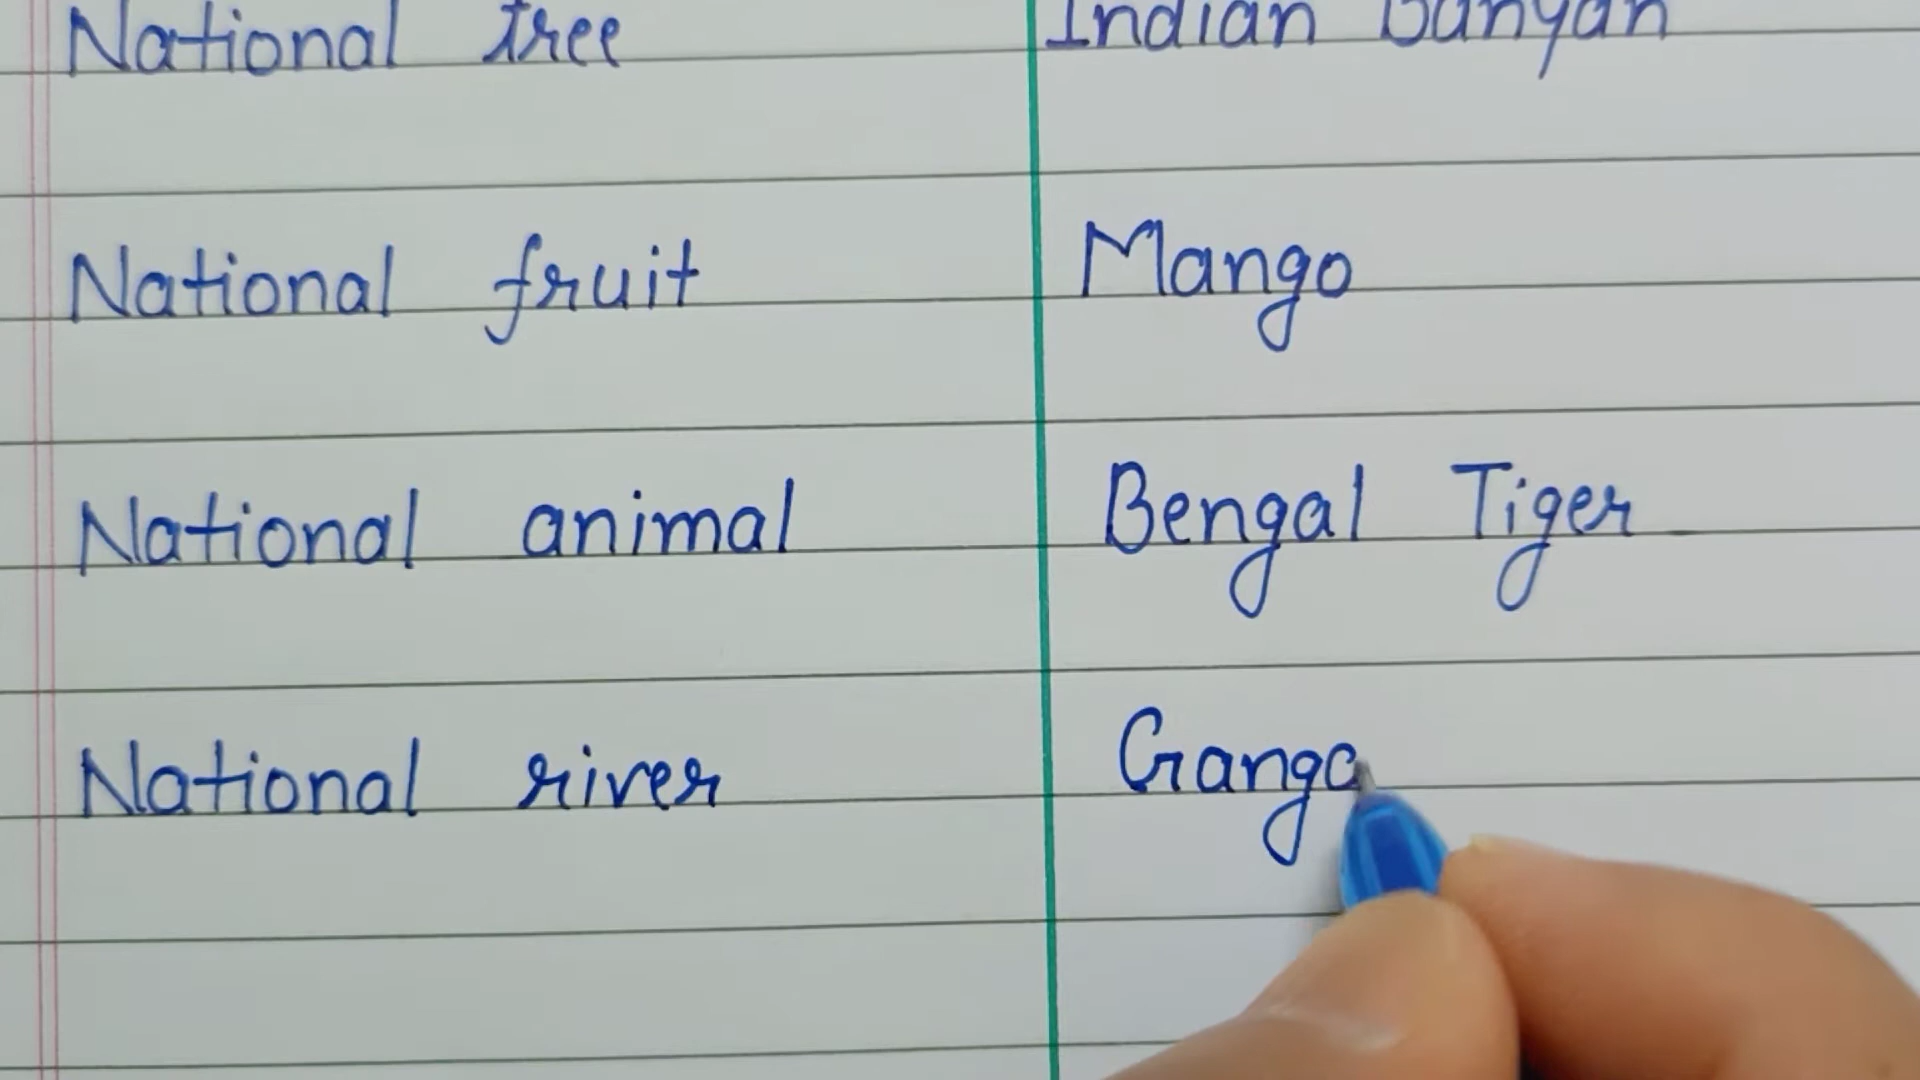 National tree Indian banyan
National fruit Mango
National animal Bengal Tiger
National river Ganga